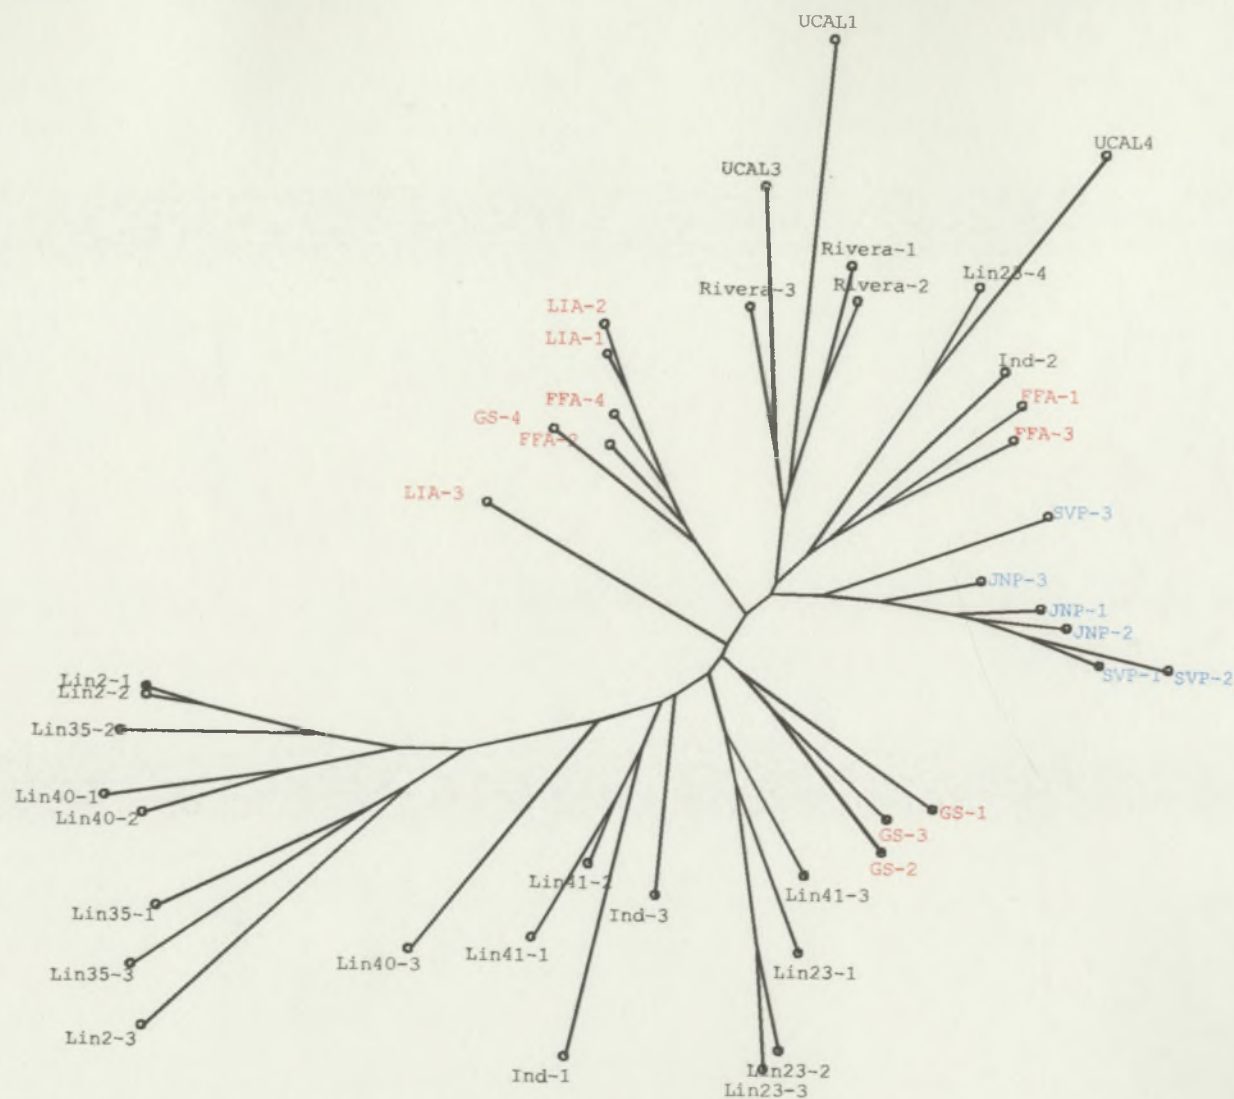 UCAL1
UCAL4
UCAL3
Rivera-1
Lin23-4
Rivera-3
Rivera-2
LIA-2
LIA-1
Ind-2
FFA-4
FFA-1
GS-4
FFA-2
FFA-3
LIA-3
SVP-3
JNP-3
JNP-1
JNP-2
SVP-1
SVP-2
Lin2-1
Lin2-2
Lin35-2
Lin40-1
Lin40-2
GS-1
GS-3
GS-2
Lin41-2
Lin41-3
Lin35-1
Ind-3
Lin41-1
Lin40-3
Lin35-3
Lin23-1
Lin2-3
Ind-1
Lin23-2
Lin23-3